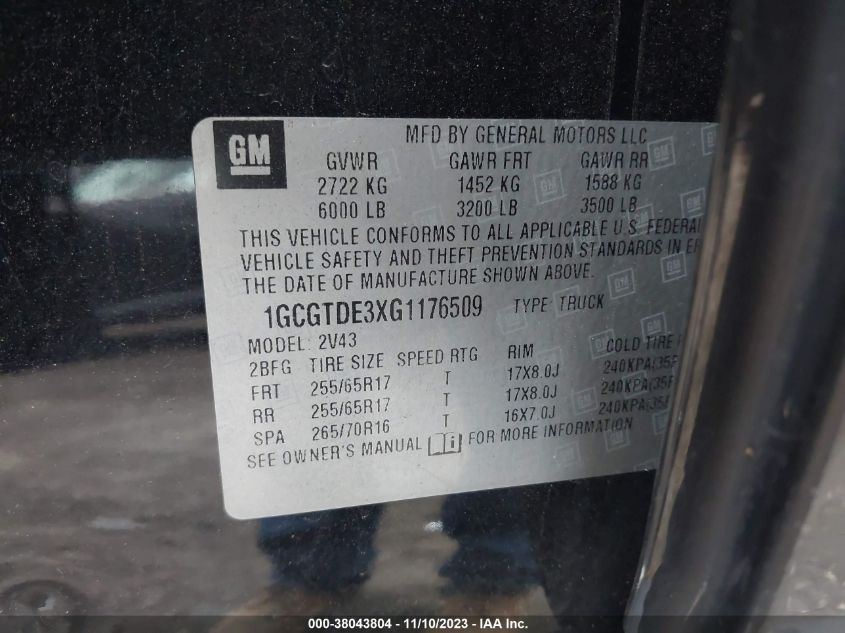 GM
MFD BY GENERAL MOTORS LLC
GVWR GAWR FRT GAWR RR
2722 KG 1452 KG 1588 KG
6000 LB 3200 LB 3500 LB
THIS VEHICLE CONFORMS TO ALL APPLICABLE U.S. FEDERAL
VEHICLE SAFETY AND THEFT PREVENTION STANDARDS IN
THE DATE OF MANUFACTURE SHOWN ABOVE.
1GCGTDE3XG1176509 TYPE: TRUCK
MODEL: 2V43
2BFG TIRE SIZE SPEED RTG RIM COLD TIRE
FRT 255/65R17 T 17X8.0J 240KPA(35P
RR 255/65R17 T 17X8.0J 240KPA(35P
SPA 265/70R16 T 16X7.0J 240KPA(35P
SEE OWNER'S MANUAL FOR MORE INFORMATION
000-38043804 — 11/10/2023 - IAA Inc.